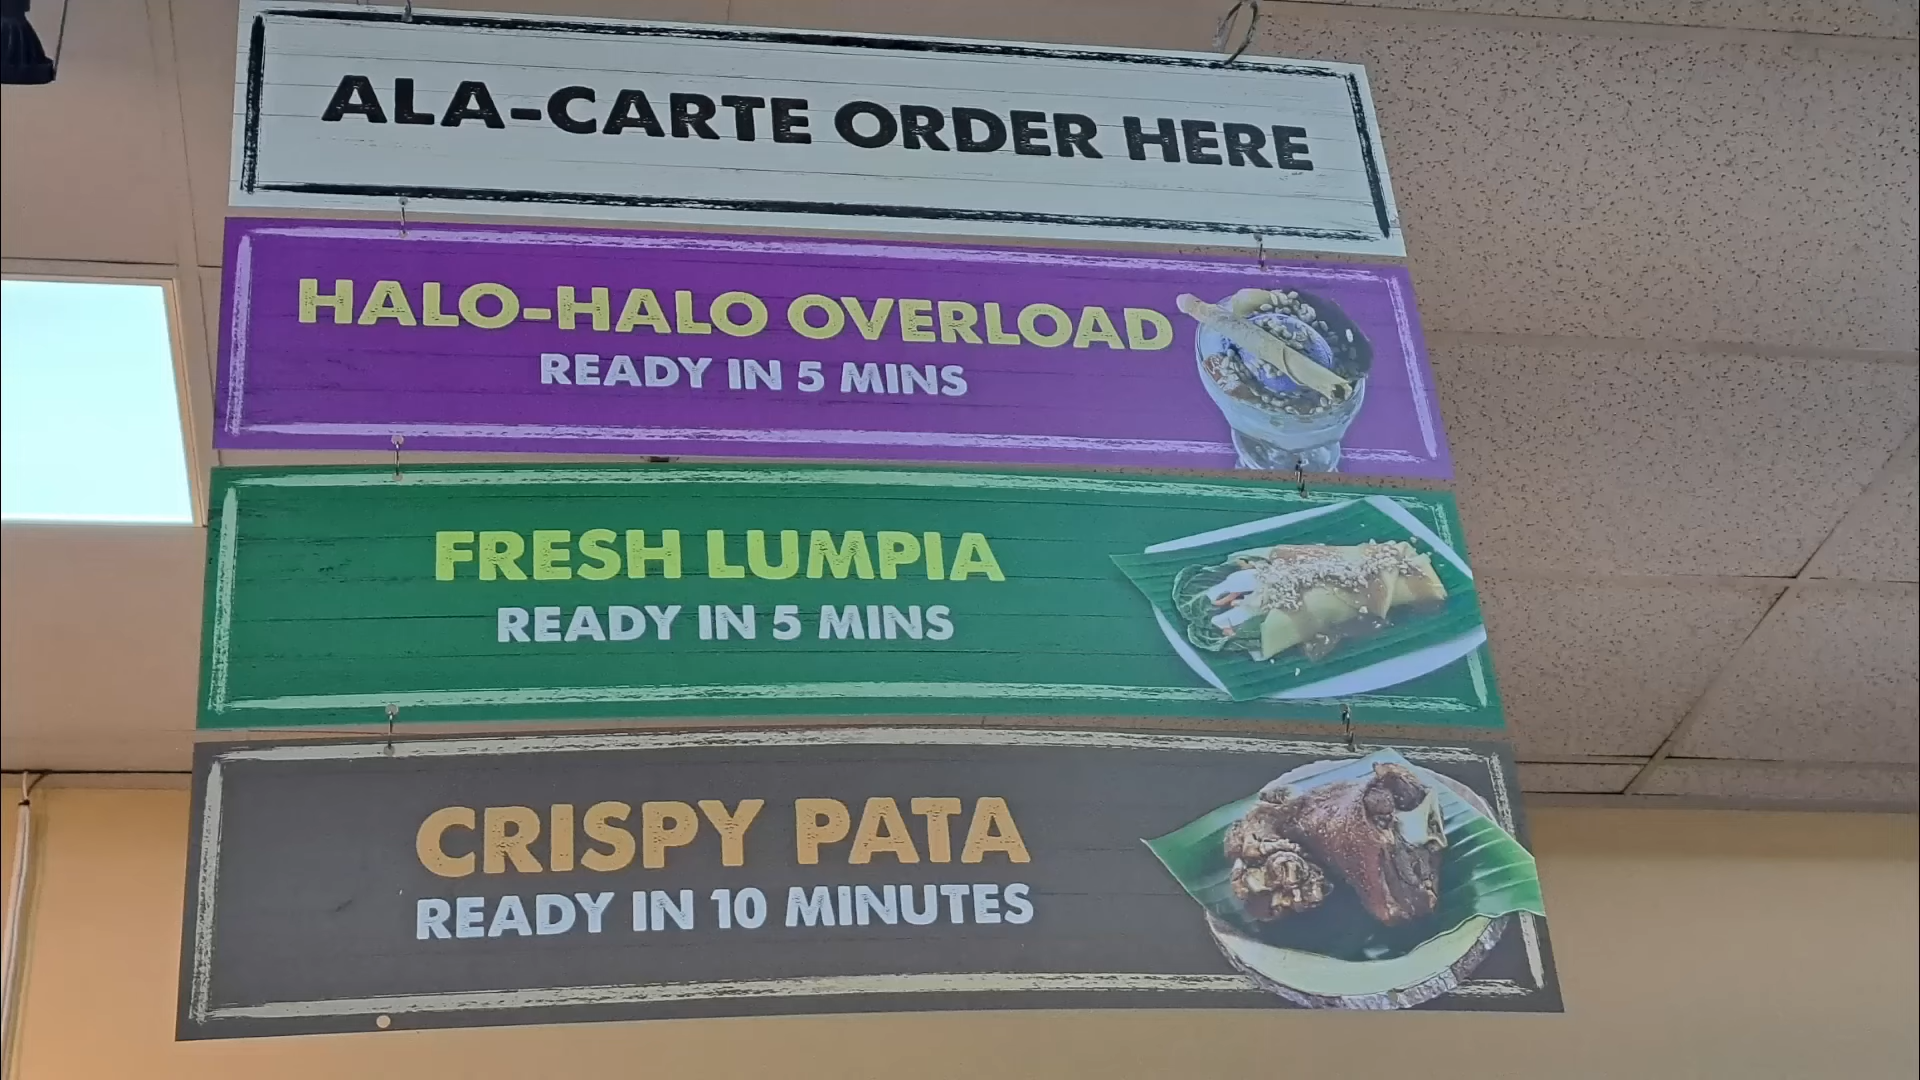 ALA-CARTE ORDER HERE
HALO-HALO OVERLOAD
READY IN 5 MINS
FRESH LUMPIA
READY IN 5 MINS
CRISPY PATA
READY IN 10 MINUTES